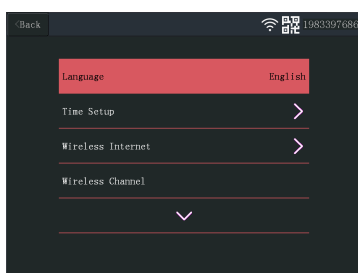 <Back 1983397686
Language English
Time Setup
Wireless Internet
Wireless Channel